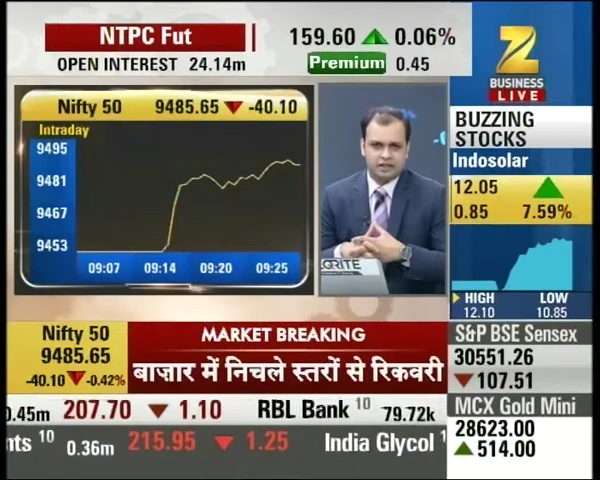 NTPC Fut
159.60 0.06%
OPEN INTEREST 24.14m
Premium 0.45
Z
BUSINESS
LIVE
Nifty 50 9485.65 -40.10
Intraday
9495
9481
9467
9453
09:07 09:14 09:20 09:25
GRITE
BUZZING
STOCKS
Indosolar
12.05
0.85 7.59%
HIGH LOW
12.10 10.85
Nifty 50
9485.65
-40.10 -0.42%
MARKET BREAKING
बाज़ार में निचले स्तरों से रिकवरी
S&P BSE Sensex
30551.26
107.51
MCX Gold Mini
28623.00
514.00
0.45m 207.70 1.10 RBL Bank 10 79.72k
nts 10 0.36m 215.95 1.25 India Glycol